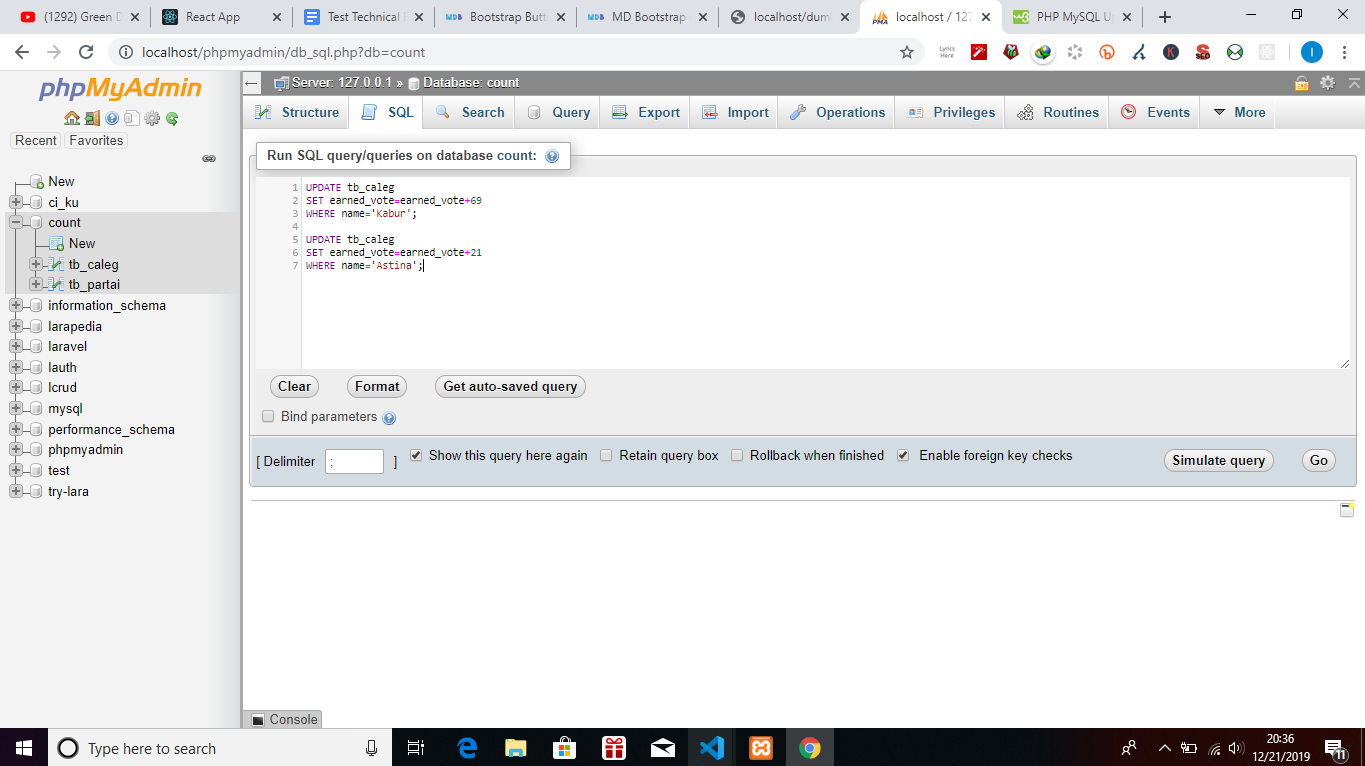 (1292) Green D
React App
Test Technical
Bootstrap Butt
MD Bootstrap
localhost/dum
localhost / 127
PHP MySQL U
localhost/phpmyadmin/db_sql.php?db=count
Lyrics Here
SEO
I
phpMyAdmin
Recent
Favorites
New
ci_ku
count
New
tb_caleg
tb_partai
information_schema
larapedia
laravel
lauth
lcrud
mysql
performance_schema
phpmyadmin
test
try-lara
Server: 127.0.0.1 » Database: count
Structure
SQL
Search
Query
Export
Import
Operations
Privileges
Routines
Events
More
Run SQL query/queries on database count:
1 UPDATE tb_caleg
2 SET earned_vote=earned_vote+69
3 WHERE name='Kabur';
4
5 UPDATE tb_caleg
6 SET earned_vote=earned_vote+21
7 WHERE name='Astina';
Clear
Format
Get auto-saved query
Bind parameters
[ Delimiter ; ]
Show this query here again
Retain query box
Rollback when finished
Enable foreign key checks
Simulate query
Go
Console
Type here to search
20:36
12/21/2019
11